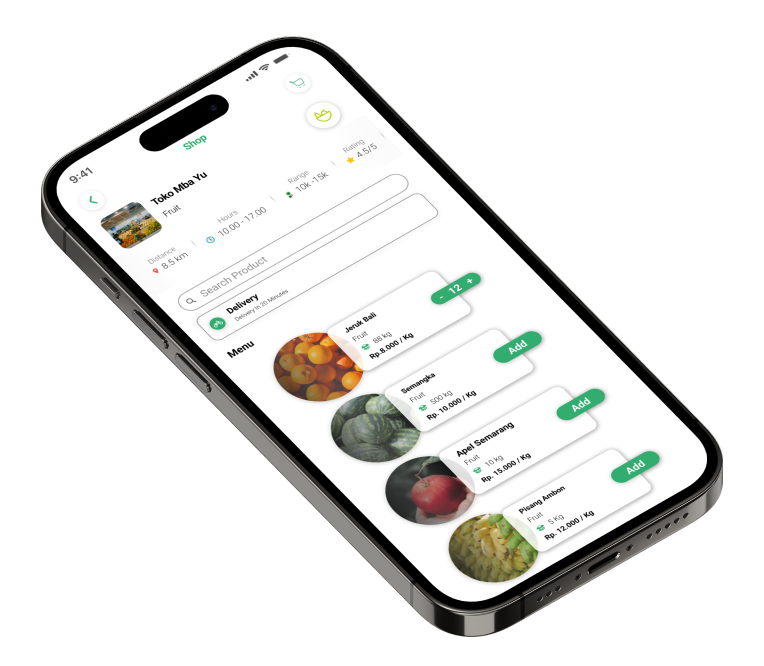 9:41
Shop
Toko Mba Yu
Fruit
Distance
8.5 km
Hours
10.00 - 17.00
Range
10k -15k
Rating
4.5/5
Search Product
Delivery
Delivery in 20 Minutes
Menu
Jeruk Bali
Fruit
88 kg
Rp.8.000 / Kg
- 12 +
Semangka
Fruit
500 kg
Rp. 10.000 / Kg
Add
Apel Semarang
Fruit
10 kg
Rp. 15.000 / Kg
Add
Pisang Ambon
Fruit
5 Kg
Rp. 12.000 / Kg
Add